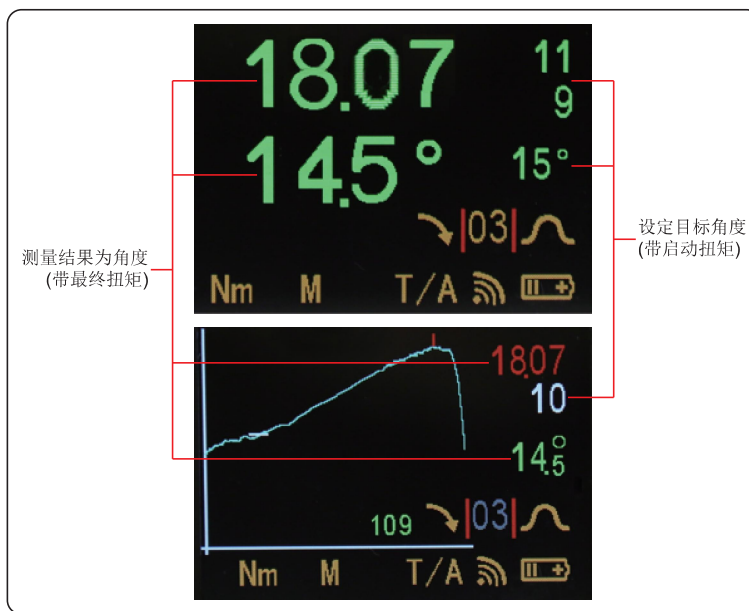 18.07
11
9
14.5°
15°
03
Nm M T/A
测量结果为角度
(带最终扭矩)
设定目标角度
(带启动扭矩)
18.07
10
14.5°
109
03
Nm M T/A